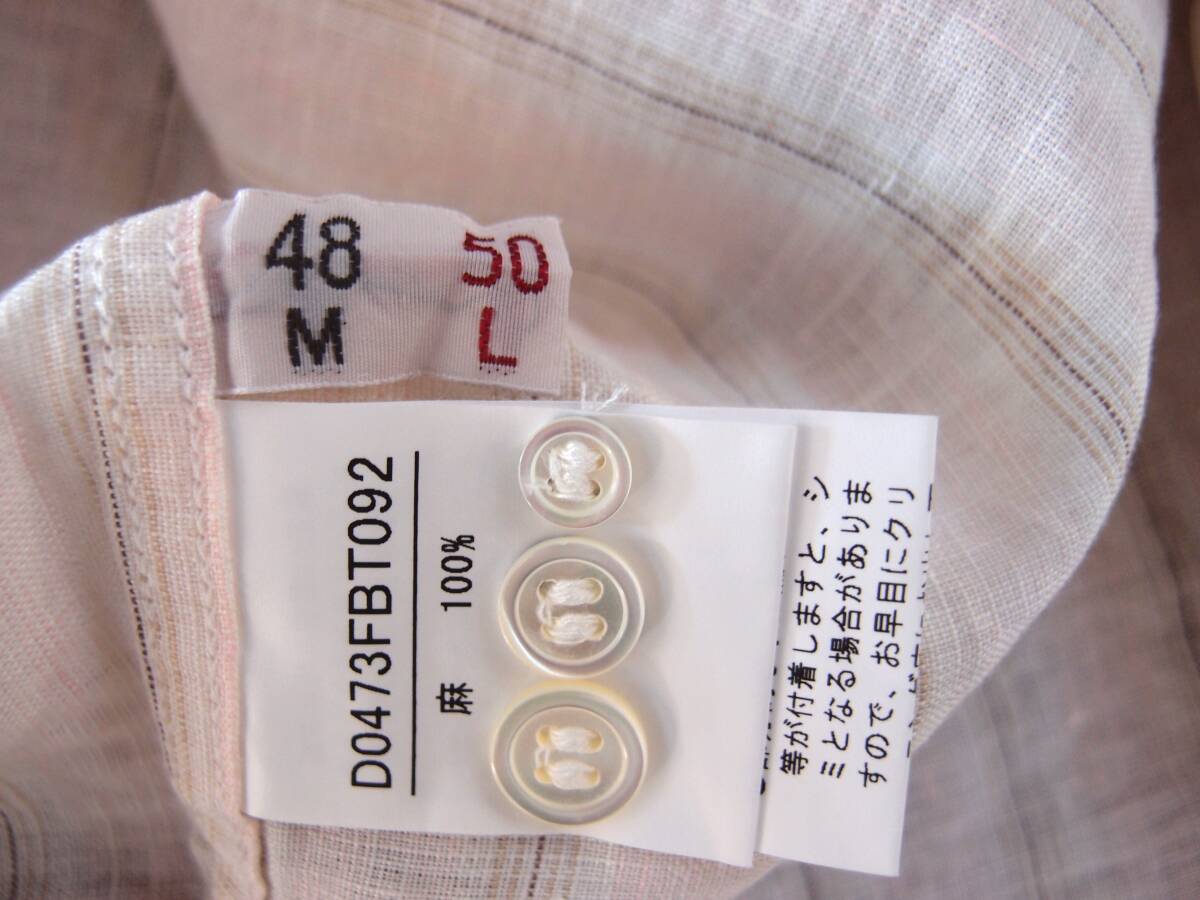 48 50
M L
D0473FBT092
麻 100%
等が付着しますと、シ
ミとなる場合がありま
すので、お早目にクリ